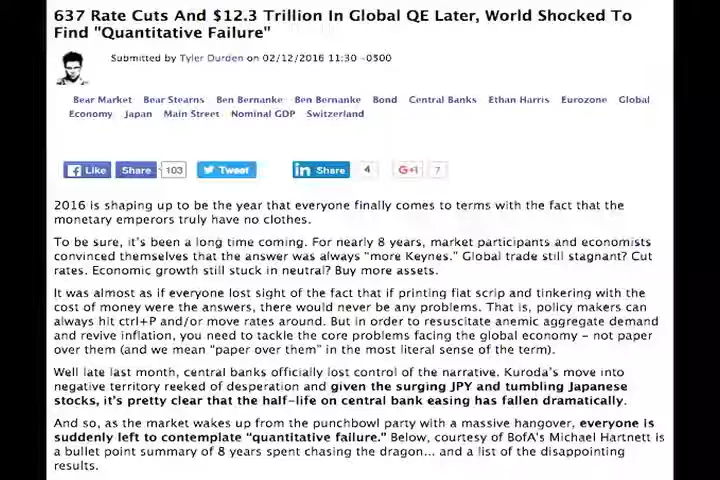 637 Rate Cuts And $12.3 Trillion In Global QE Later, World Shocked To
Find "Quantitative Failure"
Submitted by Tyler Durden on 02/12/2016 11:30 -0500
Bear Market Bear Stearns Ben Bernanke Ben Bernanke Bond Central Banks Ethan Harris Eurozone Global
Economy Japan Main Street Nominal GDP Switzerland
Like Share 103 Tweet in Share 4 G+1 7
2016 is shaping up to be the year that everyone finally comes to terms with the fact that the
monetary emperors truly have no clothes.
To be sure, it's been a long time coming. For nearly 8 years, market participants and economists
convinced themselves that the answer was always "more Keynes." Global trade still stagnant? Cut
rates. Economic growth still stuck in neutral? Buy more assets.
It was almost as if everyone lost sight of the fact that if printing fiat scrip and tinkering with the
cost of money were the answers, there would never be any problems. That is, policy makers can
always hit ctrl+P and/or move rates around. But in order to resuscitate anemic aggregate demand
and revive inflation, you need to tackle the core problems facing the global economy - not paper
over them (and we mean "paper over them" in the most literal sense of the term).
Well late last month, central banks officially lost control of the narrative. Kuroda's move into
negative territory reeked of desperation and given the surging JPY and tumbling Japanese
stocks, it's pretty clear that the half-life on central bank easing has fallen dramatically.
And so, as the market wakes up from the punchbowl party with a massive hangover, everyone is
suddenly left to contemplate "quantitative failure." Below, courtesy of BofA's Michael Hartnett is
a bullet point summary of 8 years spent chasing the dragon... and a list of the disappointing
results.